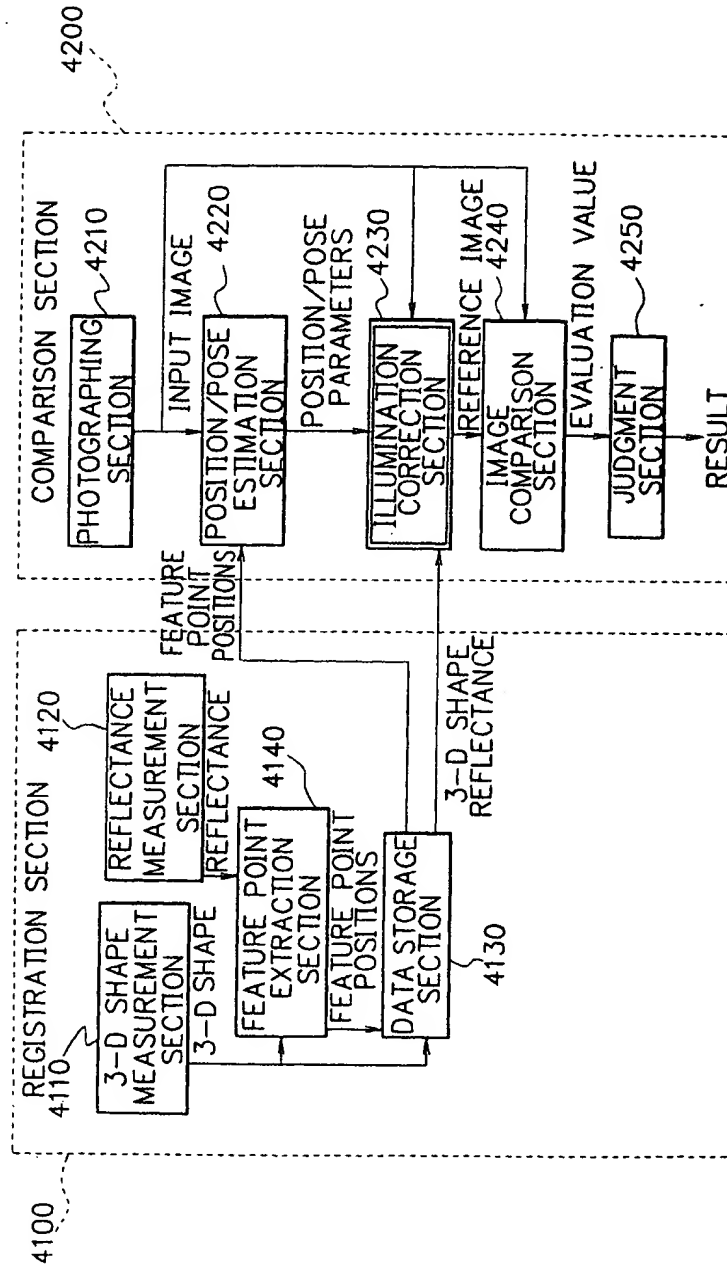 4100
REGISTRATION SECTION
4110
3-D SHAPE
MEASUREMENT
SECTION
3-D SHAPE
4120
REFLECTANCE
MEASUREMENT
SECTION
REFLECTANCE
4140
FEATURE POINT
EXTRACTION
SECTION
FEATURE POINT
POSITIONS
DATA STORAGE
SECTION
4130
FEATURE
POINT
POSITIONS
3-D SHAPE
REFLECTANCE
4200
COMPARISON SECTION
4210
PHOTOGRAPHING
SECTION
INPUT IMAGE
4220
POSITION/POSE
ESTIMATION
SECTION
POSITION/POSE
PARAMETERS
4230
ILLUMINATION
CORRECTION
SECTION
REFERENCE IMAGE
4240
IMAGE
COMPARISON
SECTION
EVALUATION VALUE
4250
JUDGMENT
SECTION
RESULT